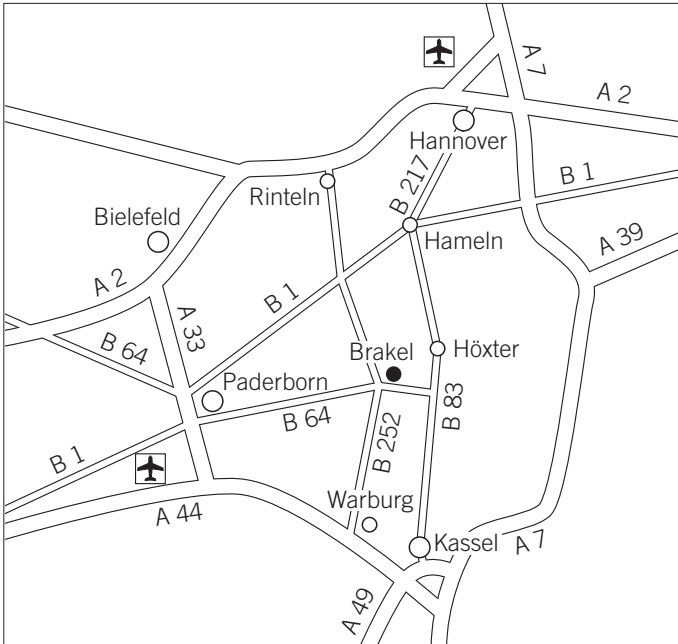 A 7
A 2
Hannover
B 217
B 1
Rinteln
Bielefeld
Hameln
A 39
A 2
B 1
A 33
B 64
Brakel
Höxter
Paderborn
B 83
B 64
B 252
B 1
Warburg
A 44
Kassel
A 7
A 49